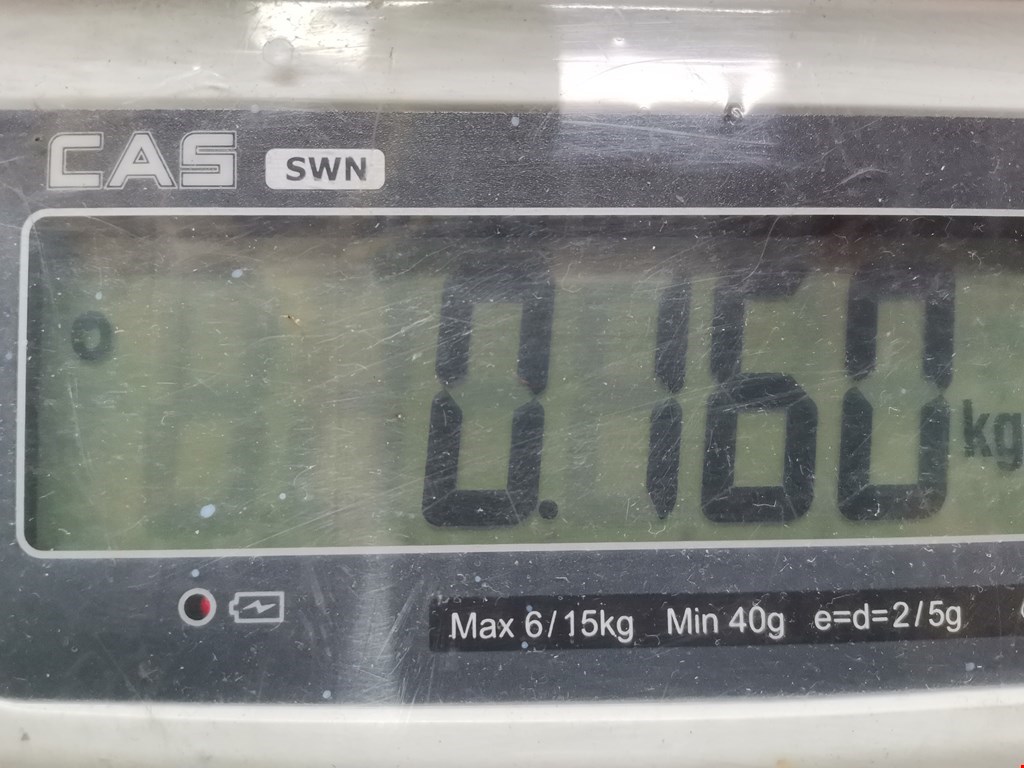 CAS SWN
0.160 kg
Max 6/15kg Min 40g e=d=2/5g